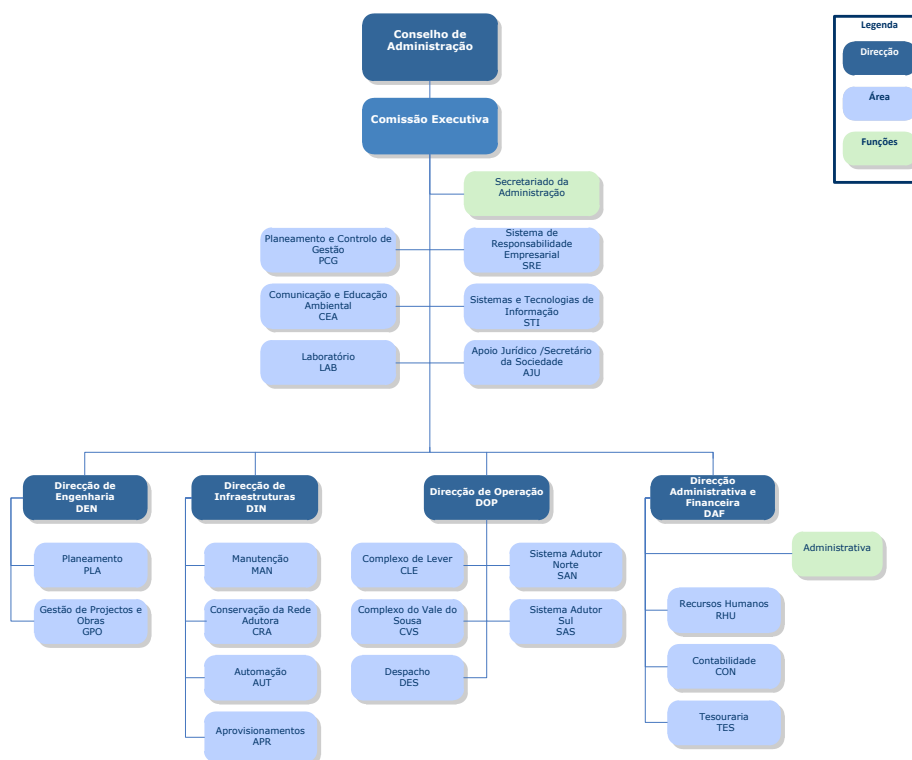 Conselho de
Administração
Legenda
Direcção
Área
Funções
Comissão Executiva
Secretariado da
Administração
Planeamento e Controlo de
Gestão
PCG
Sistema de
Responsabilidade
Empresarial
SRE
Comunicação e Educação
Ambiental
CEA
Sistemas e Tecnologias de
Informação
STI
Laboratório
LAB
Apoio Jurídico /Secretário
da Sociedade
AJU
Direcção de
Engenharia
DEN
Direcção de
Infraestruturas
DIN
Direcção de Operação
DOP
Direcção
Administrativa e
Financeira
DAF
Planeamento
PLA
Gestão de Projectos e
Obras
GPO
Manutenção
MAN
Conservação da Rede
Adutora
CRA
Automação
AUT
Aprovisionamentos
APR
Complexo de Lever
CLE
Sistema Adutor
Norte
SAN
Complexo do Vale do
Sousa
CVS
Sistema Adutor
Sul
SAS
Despacho
DES
Administrativa
Recursos Humanos
RHU
Contabilidade
CON
Tesouraria
TES